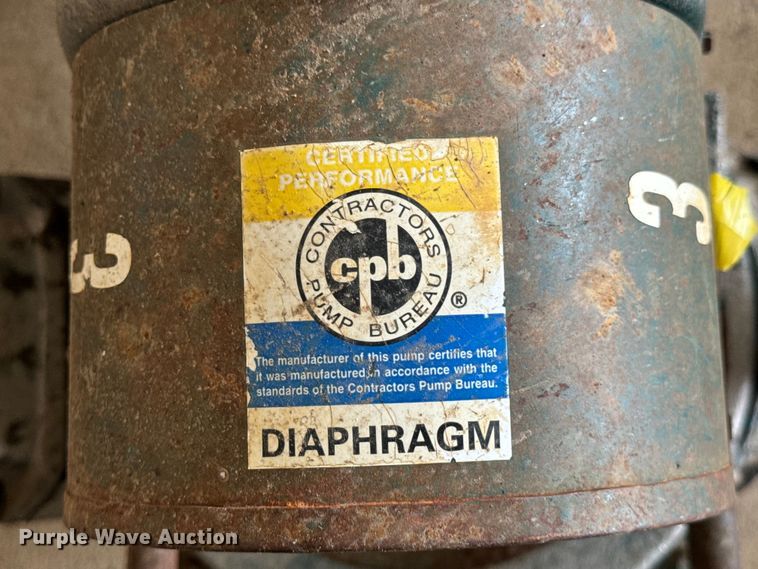 CERTIFIED
PERFORMANCE
CONTRACTORS
cpb
PUMP BUREAU
®
The manufacturer of this pump certifies that
it was manufactured in accordance with the
standards of the Contractors Pump Bureau.
DIAPHRAGM
3
3
Purple Wave Auction